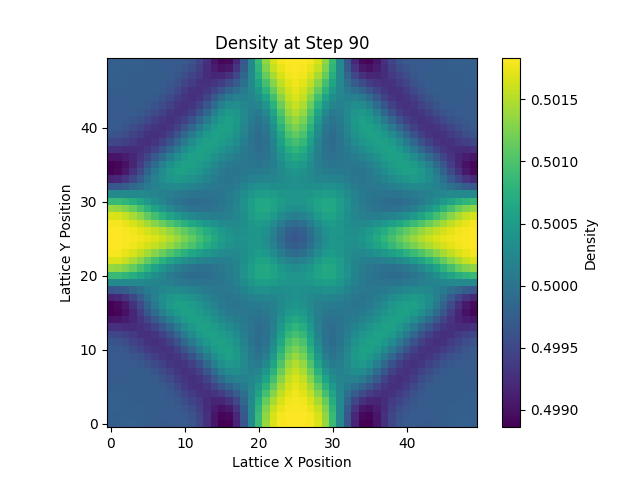 Density at Step 90
40
30
20
10
0
Lattice Y Position
0 10 20 30 40
Lattice X Position
0.5015
0.5010
0.5005
0.5000
0.4995
0.4990
Density